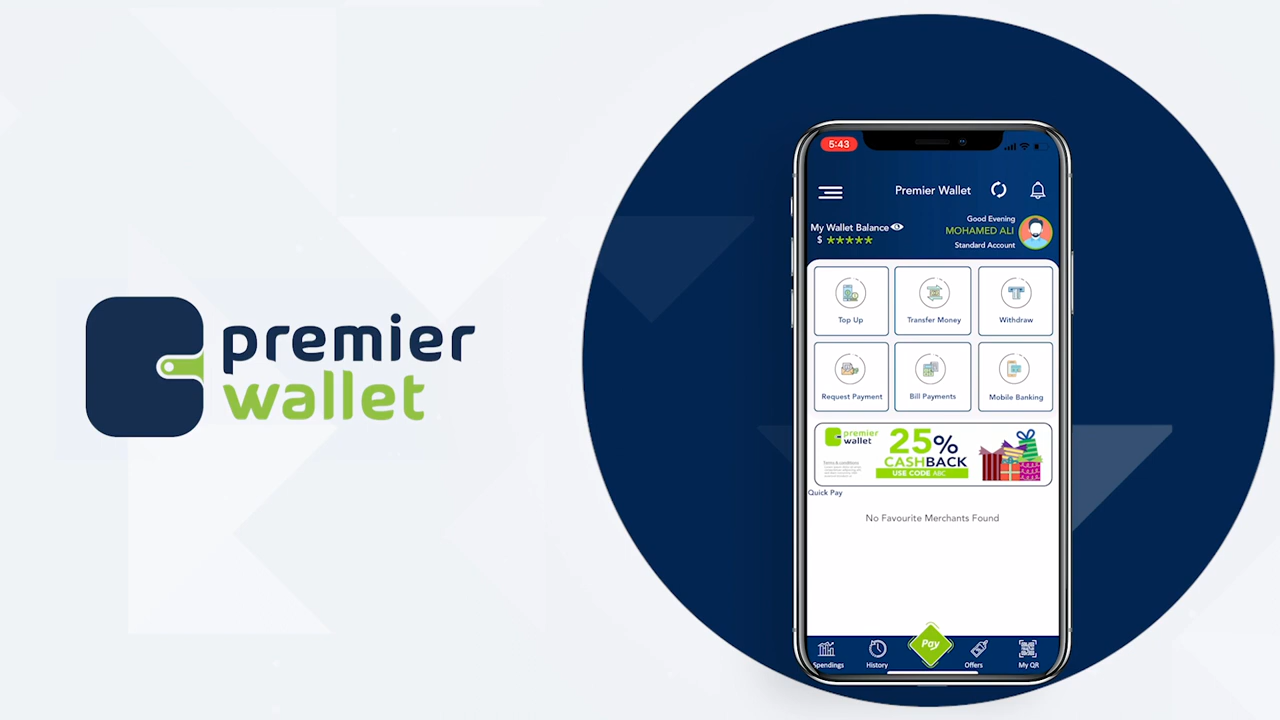 premier
wallet
5:43
Premier Wallet
My Wallet Balance
$ *****
Good Evening
MOHAMED ALI
Standard Account
Top Up
Transfer Money
Withdraw
Request Payment
Bill Payments
Mobile Banking
premier
wallet
Terms & conditions
25%
CASHBACK
USE CODE ABC
Quick Pay
No Favourite Merchants Found
Spendings
History
Pay
Offers
My QR